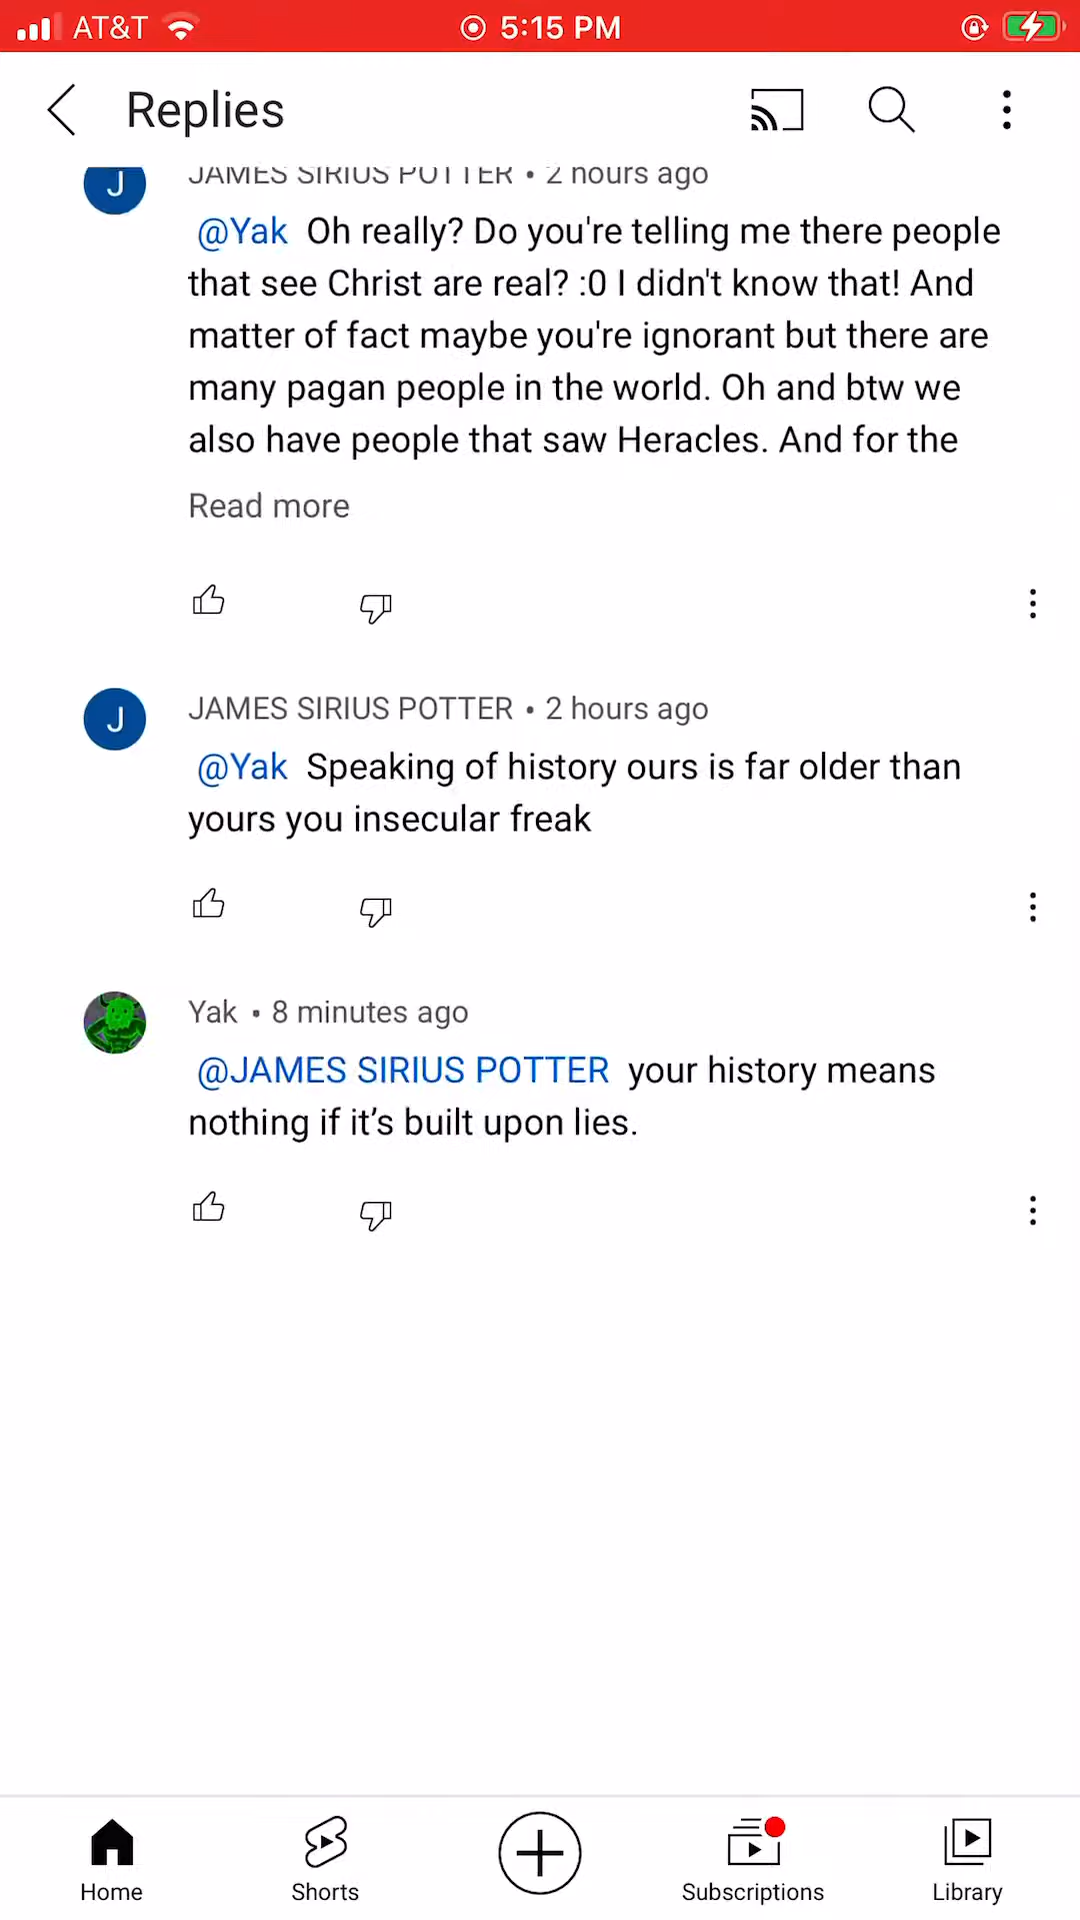 AT&T 5:15 PM
Replies
J JAMES SIRIUS POTTER • 2 hours ago
@Yak Oh really? Do you're telling me there people
that see Christ are real? :0 I didn't know that! And
matter of fact maybe you're ignorant but there are
many pagan people in the world. Oh and btw we
also have people that saw Heracles. And for the
Read more
J JAMES SIRIUS POTTER • 2 hours ago
@Yak Speaking of history ours is far older than
yours you insecular freak
Yak • 8 minutes ago
@JAMES SIRIUS POTTER your history means
nothing if it’s built upon lies.
Home Shorts Subscriptions Library